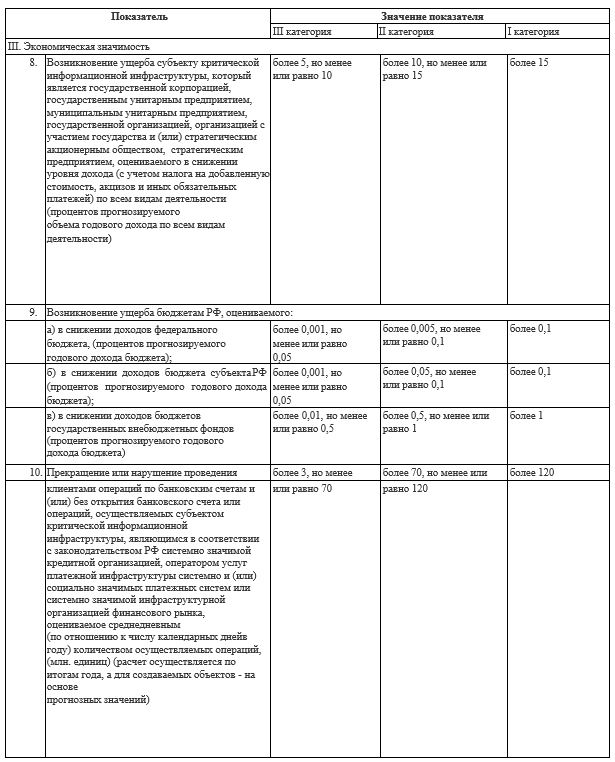 Показатель Значение показателя
III категория II категория I категория
III. Экономическая значимость
8. Возникновение ущерба субъекту критической
информационной инфраструктуры, который
является государственной корпорацией,
государственным унитарным предприятием,
муниципальным унитарным предприятием,
государственной организацией, организацией с
участием государства и (или) стратегическим
акционерным обществом, стратегическим
предприятием, оцениваемого в снижении
уровня дохода (с учетом налога на добавленную
стоимость, акцизов и иных обязательных
платежей) по всем видам деятельности
(процентов прогнозируемого
объема годового дохода по всем видам
деятельности)
более 5, но менее
или равно 10
более 10, но менее или
равно 15
более 15
9. Возникновение ущерба бюджетам РФ, оцениваемого:
а) в снижении доходов федерального
бюджета, (процентов прогнозируемого
годового дохода бюджета);
более 0,001, но
менее или равно
0,05
более 0,005, но менее
или равно 0,1
более 0,1
б) в снижении доходов бюджета субъектаРФ
(процентов прогнозируемого годового дохода
бюджета);
более 0,001, но
менее или равно
0,05
более 0,05, но менее
или равно 0,1
более 0,1
в) в снижении доходов бюджетов
государственных внебюджетных фондов
(процентов прогнозируемого годового
дохода бюджета)
более 0,01, но менее
или равно 0,5
более 0,5, но менее или
равно 1
более 1
10. Прекращение или нарушение проведения
более 3, но менее
более 70, но менее или
более 120
клиентами операций по банковским счетам и
(или) без открытия банковского счета или
операций, осуществляемых субъектом
критической информационной
инфраструктуры, являющимся в соответствии
с законодательством РФ системно значимой
кредитной организацией, оператором услуг
платежной инфраструктуры системно и (или)
социально значимых платежных систем или
системно значимой инфраструктурной
организацией финансового рынка,
оцениваемое среднедневным
(по отношению к числу календарных днейв
году) количеством осуществляемых операций,
(млн. единиц) (расчет осуществляется по
итогам года, а для создаваемых объектов - на
основе
прогнозных значений)
или равно 70
равно 120